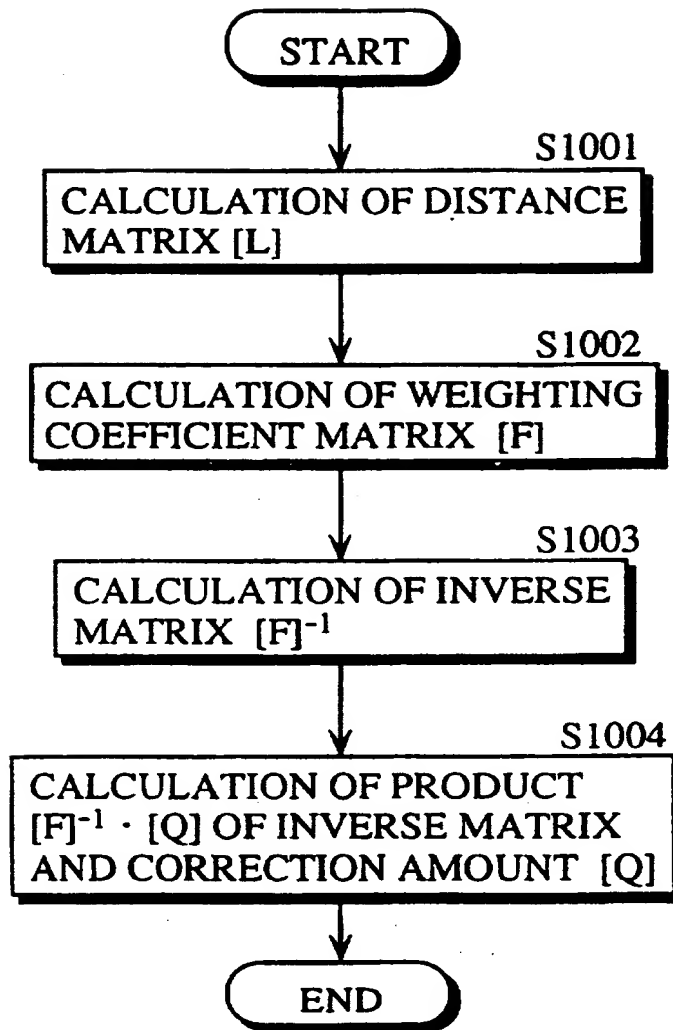 START
S1001
CALCULATION OF DISTANCE
MATRIX [L]
S1002
CALCULATION OF WEIGHTING
COEFFICIENT MATRIX [F]
S1003
CALCULATION OF INVERSE
MATRIX [F]⁻¹
S1004
CALCULATION OF PRODUCT
[F]⁻¹ · [Q] OF INVERSE MATRIX
AND CORRECTION AMOUNT [Q]
END